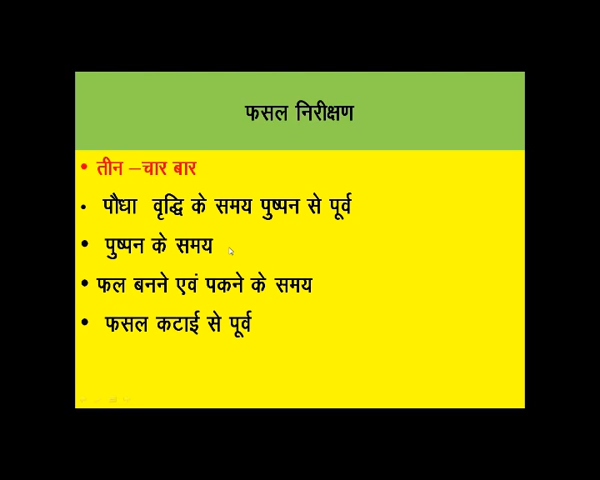 फसल निरीक्षण
• तीन –चार बार
• पौधा वृद्धि के समय पुष्पन से पूर्व
• पुष्पन के समय
• फल बनने एवं पकने के समय
• फसल कटाई से पूर्व